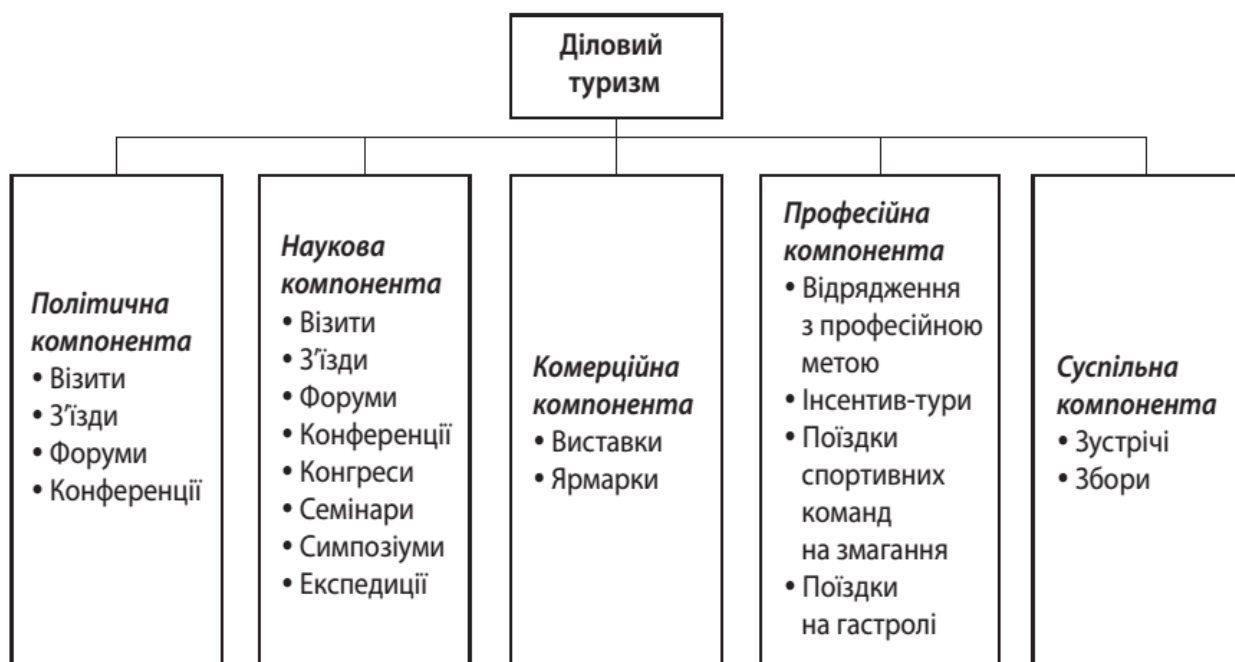 Діловий
туризм
Політична
компонента
• Візити
• З’їзди
• Форуми
• Конференції
Наукова
компонента
• Візити
• З’їзди
• Форуми
• Конференції
• Конгреси
• Семінари
• Симпозіуми
• Експедиції
Комерційна
компонента
• Виставки
• Ярмарки
Професійна
компонента
• Відрядження
з професійною
метою
• Інсентив-тури
• Поїздки
спортивних
команд
на змагання
• Поїздки
на гастролі
Суспільна
компонента
• Зустрічі
• Збори